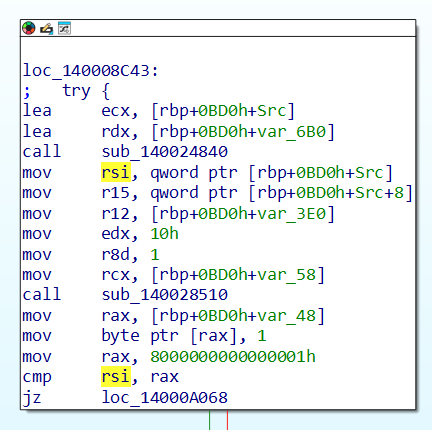 loc_140008C43:
;   try {
lea     ecx, [rbp+0BD0h+Src]
lea     rdx, [rbp+0BD0h+var_6B0]
call    sub_140024840
mov     rsi, qword ptr [rbp+0BD0h+Src]
mov     r15, qword ptr [rbp+0BD0h+Src+8]
mov     r12, [rbp+0BD0h+var_3E0]
mov     edx, 10h
mov     r8d, 1
mov     rcx, [rbp+0BD0h+var_58]
call    sub_140028510
mov     rax, [rbp+0BD0h+var_48]
mov     byte ptr [rax], 1
mov     rax, 8000000000000001h
cmp     rsi, rax
jz      loc_14000A068